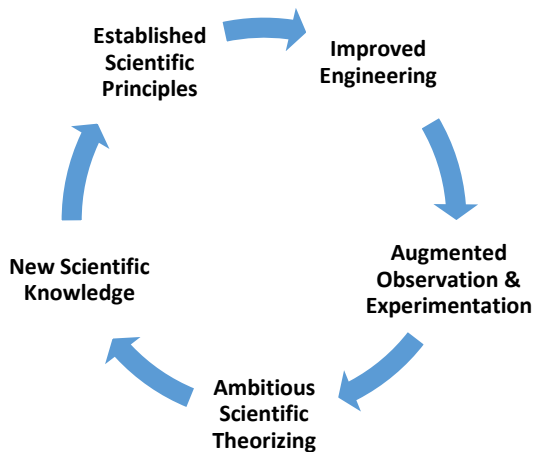 Established
Scientific
Principles
Improved
Engineering
Augmented
Observation &
Experimentation
Ambitious
Scientific
Theorizing
New Scientific
Knowledge